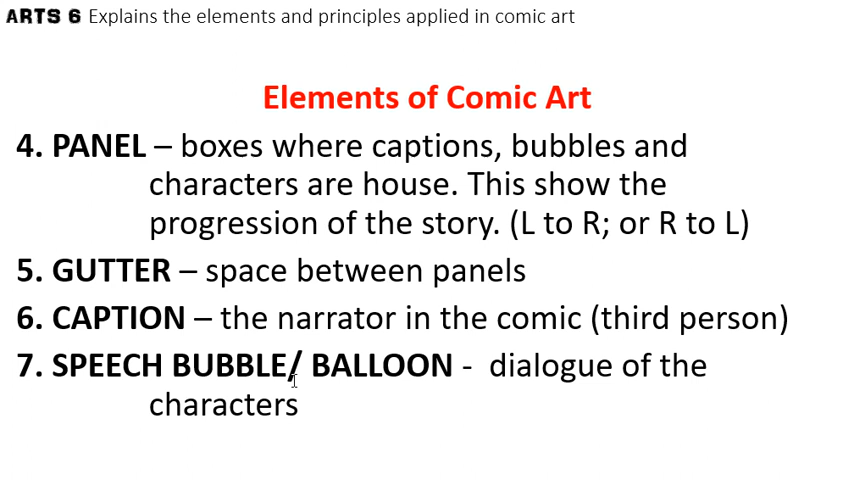 ARTS 6 Explains the elements and principles applied in comic art
Elements of Comic Art
4. PANEL – boxes where captions, bubbles and
characters are house. This show the
progression of the story. (L to R; or R to L)
5. GUTTER – space between panels
6. CAPTION – the narrator in the comic (third person)
7. SPEECH BUBBLE/ BALLOON - dialogue of the
characters